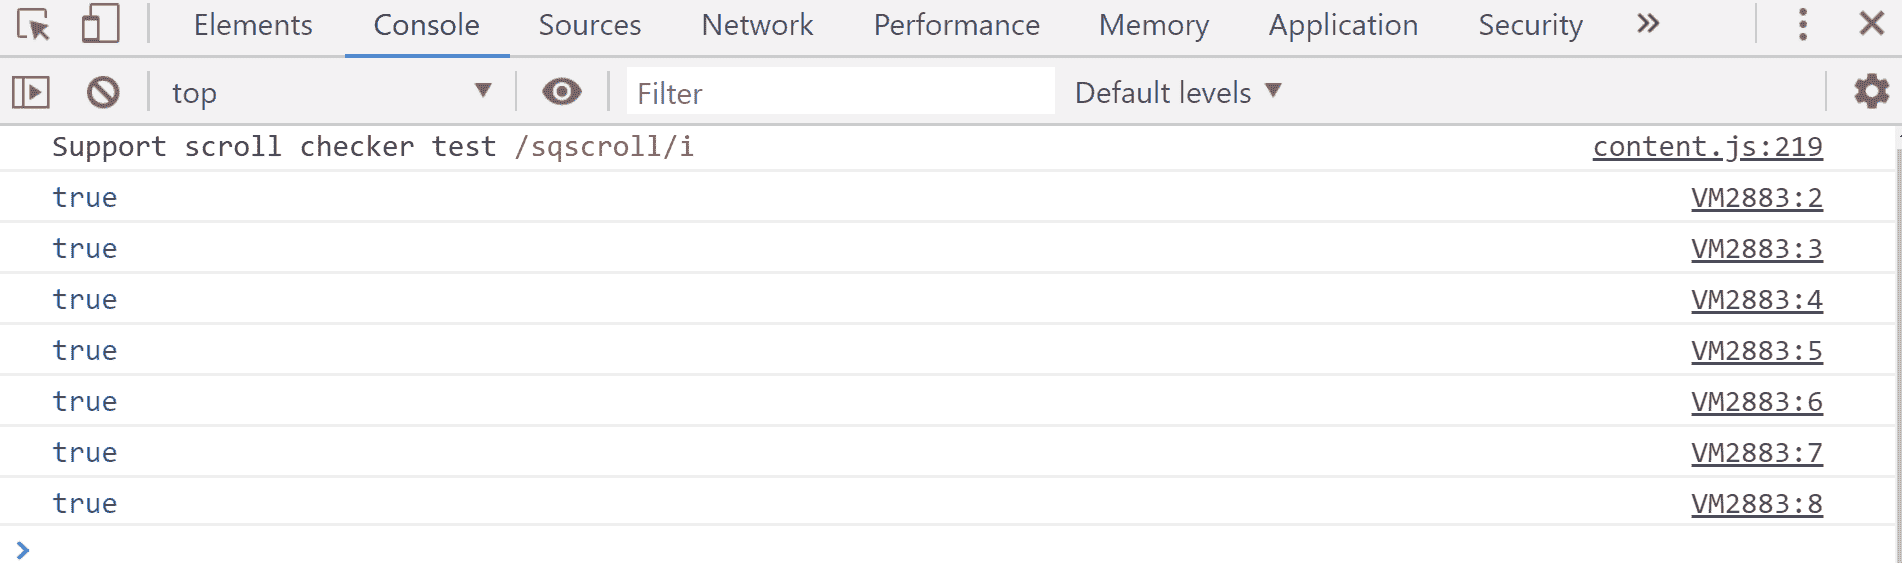 Elements Console Sources Network Performance Memory Application Security »
top Filter Default levels
Support scroll checker test /sqscroll/i content.js:219
true VM2883:2
true VM2883:3
true VM2883:4
true VM2883:5
true VM2883:6
true VM2883:7
true VM2883:8